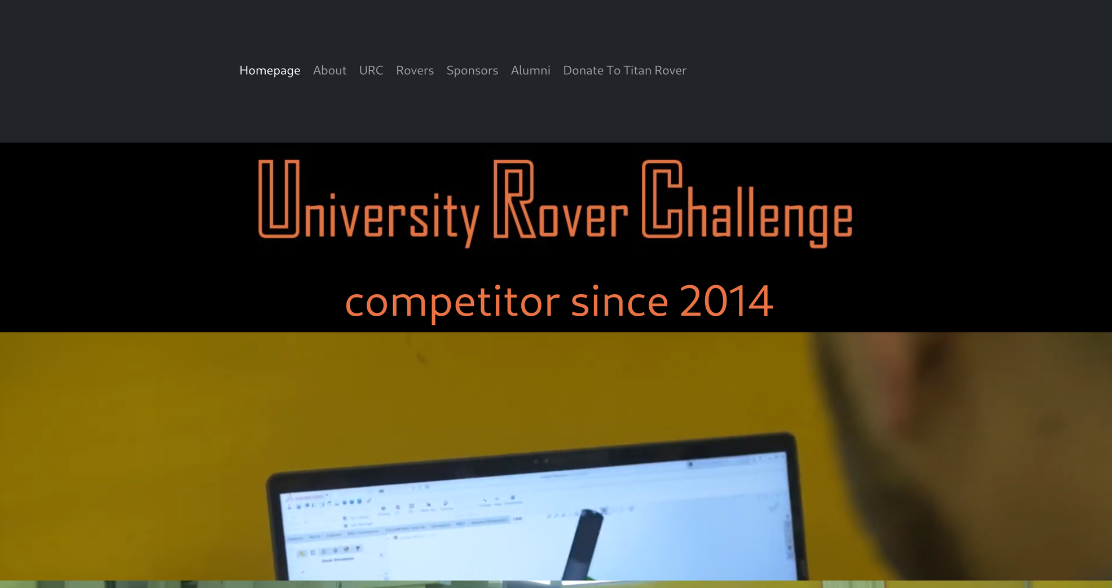 Homepage About URC Rovers Sponsors Alumni Donate To Titan Rover
University Rover Challenge
competitor since 2014